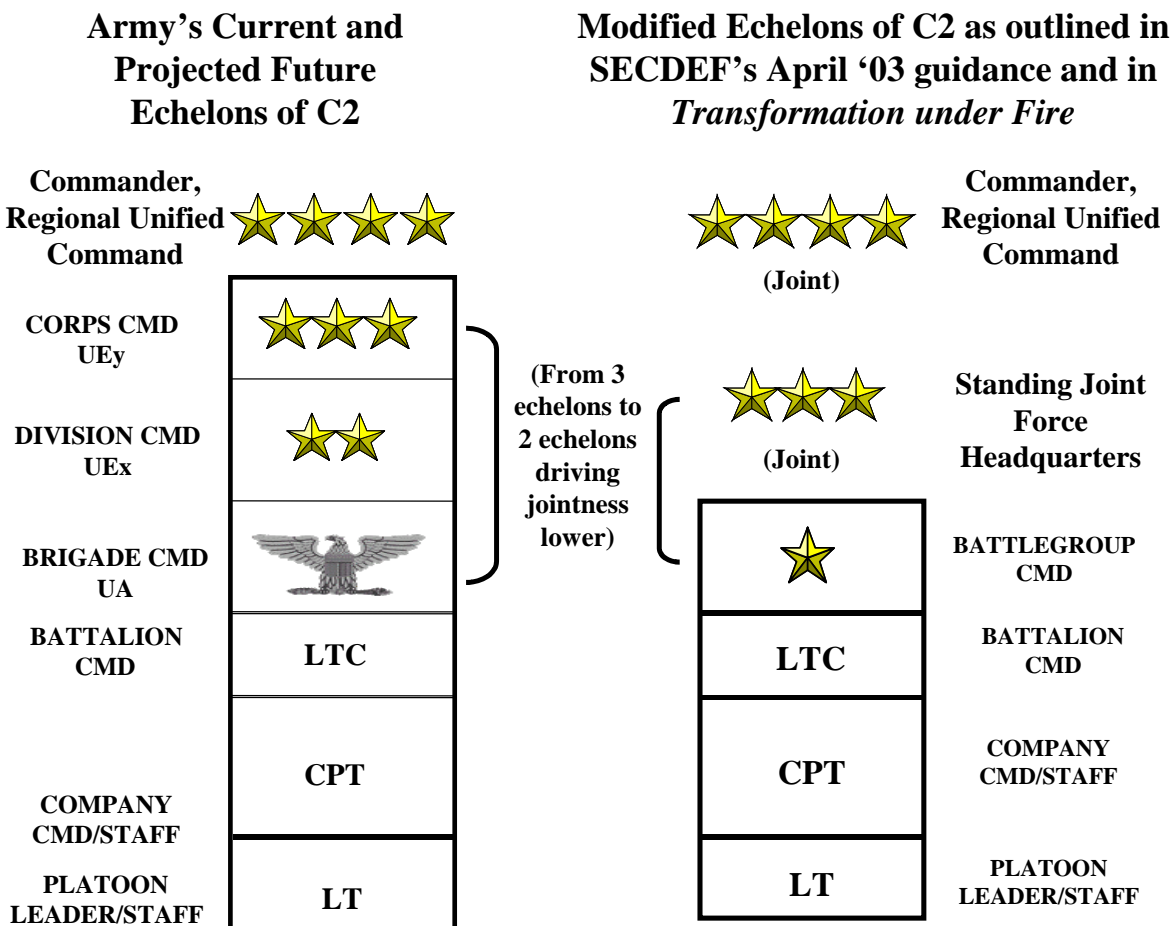 Army's Current and
Projected Future
Echelons of C2
Modified Echelons of C2 as outlined in
SECDEF's April ‘03 guidance and in
Transformation under Fire
Commander,
Regional Unified
Command
CORPS CMD
UEy
DIVISION CMD
UEx
BRIGADE CMD
UA
BATTALION
CMD
LTC
CPT
COMPANY
CMD/STAFF
PLATOON
LEADER/STAFF
LT
(From 3
echelons to
2 echelons
driving
jointness
lower)
Commander,
Regional Unified
Command
(Joint)
Standing Joint
Force
Headquarters
(Joint)
BATTLEGROUP
CMD
LTC
BATTALION
CMD
CPT
COMPANY
CMD/STAFF
LT
PLATOON
LEADER/STAFF